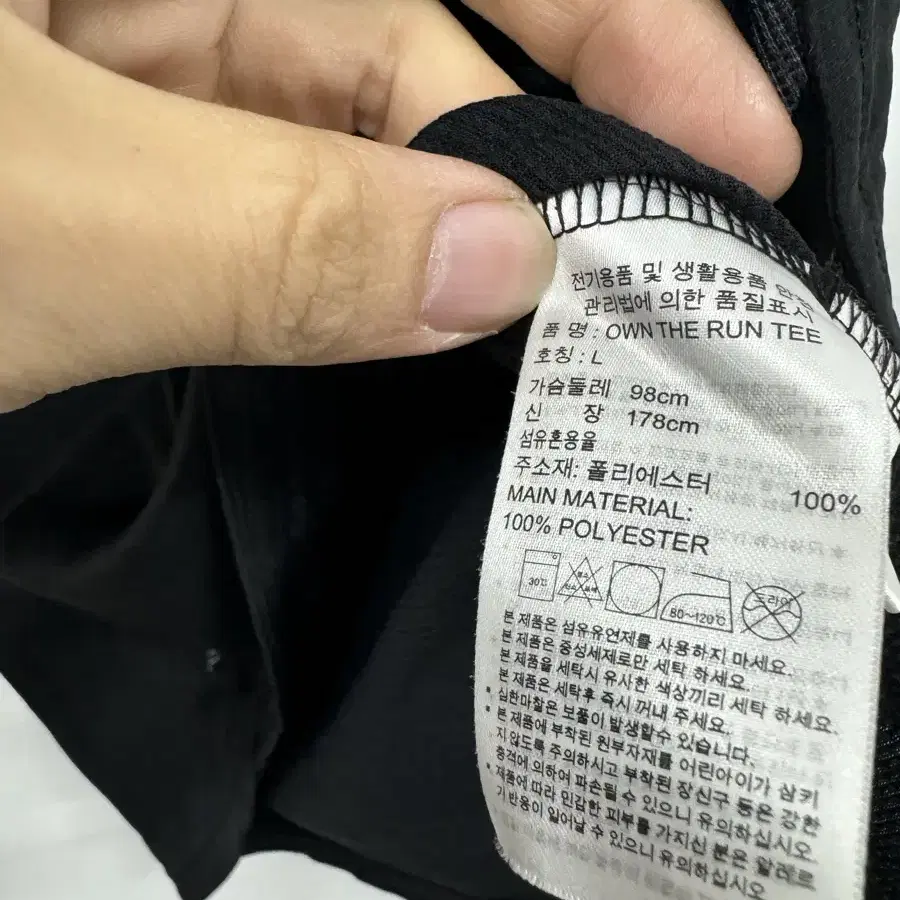 전기용품 및 생활용품 안전
관리법에 의한 품질표시
품 명 : OWN THE RUN TEE
호칭 : L
가슴둘레 98cm
신 장 178cm
섬유혼용율
주소재: 폴리에스터 100%
MAIN MATERIAL:
100% POLYESTER
30℃ 80~120℃ 드라이
본 제품은 섬유유연제를 사용하지 마세요.
본 제품은 중성세제로만 세탁 하세요.
본 제품을 세탁시 유사한 색상끼리 세탁 하세요.
본 제품은 세탁후 즉시 꺼내 주세요.
* 심한마찰은 보풀이 발생할수 있습니다.
* 본 제품에 부착된 원부자재를 어린아이가 삼키
지 않도록 주의하시고 부착된 장신구 등은 강한
충격에 의하여 파손될 수 있으니 유의하십시오.
* 제품에 따라 민감한 피부를 가지신 분은 알레르
기 반응이 일어날 수 있으니 유의하십시오